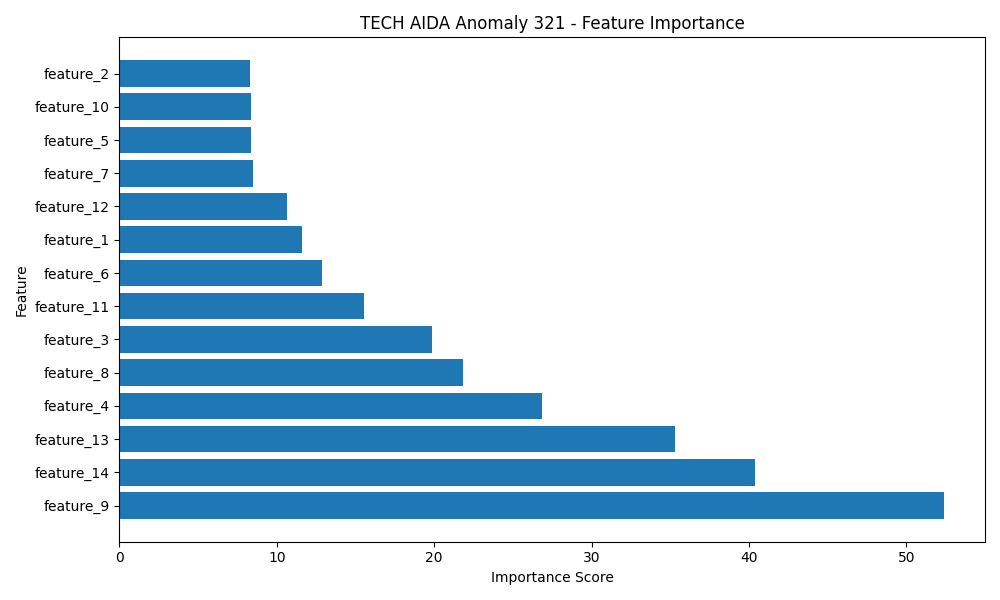 TECH AIDA Anomaly 321 - Feature Importance
Feature
feature_2
feature_10
feature_5
feature_7
feature_12
feature_1
feature_6
feature_11
feature_3
feature_8
feature_4
feature_13
feature_14
feature_9
0 10 20 30 40 50
Importance Score